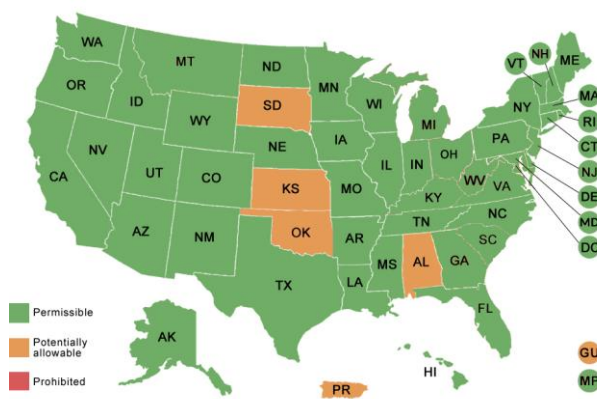 WA
MT
ND
MN
VT
NH
ME
OR
ID
SD
WI
MI
NY
MA
RI
CT
WY
NE
IA
PA
NJ
NV
UT
CO
IL
IN
OH
DE
CA
KS
MO
WV
VA
MD
KY
DC
AZ
NM
OK
AR
TN
NC
SC
MS
AL
GA
TX
LA
FL
AK
HI
PR
GU
MP
Permissible
Potentially
allowable
Prohibited